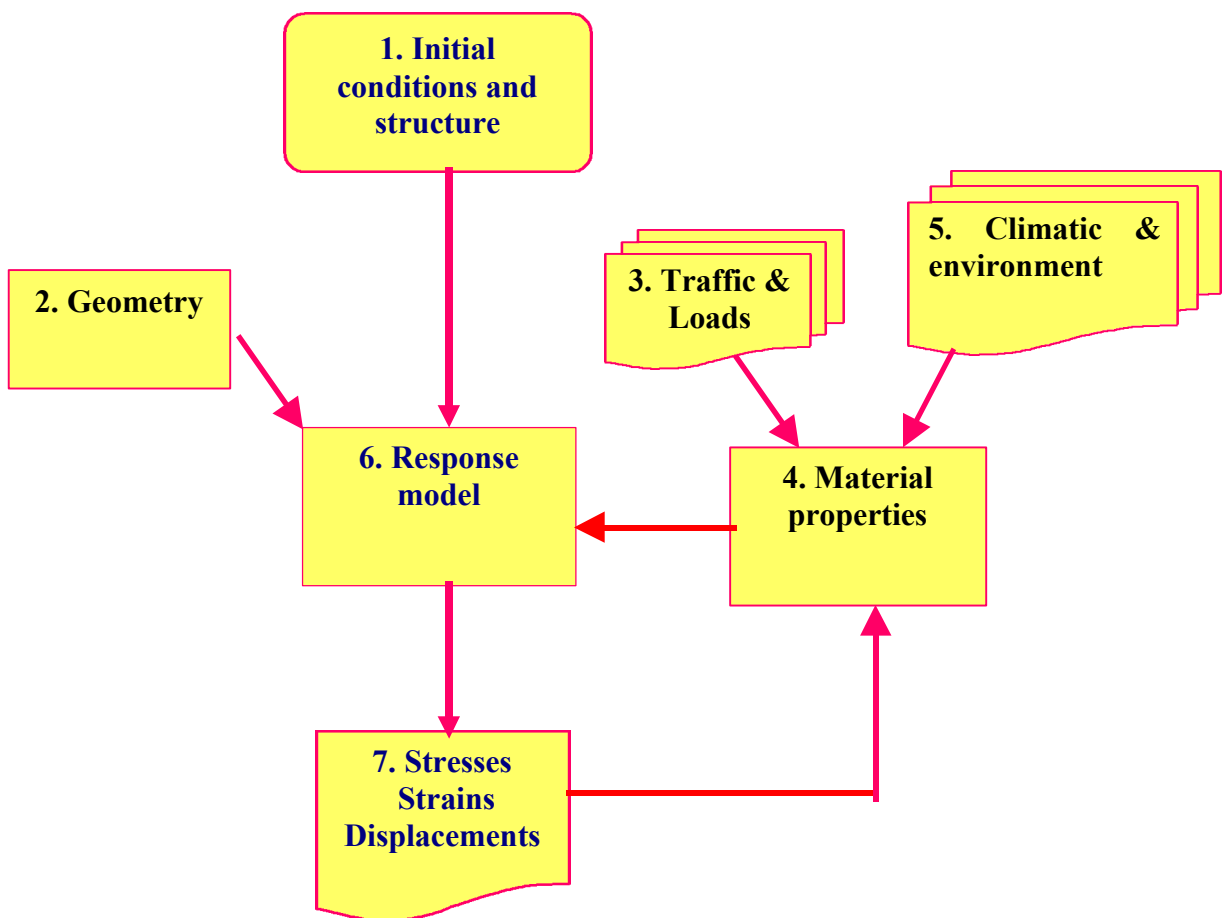 1. Initial
conditions and
structure
2. Geometry
3. Traffic &
Loads
5. Climatic &
environment
6. Response
model
4. Material
properties
7. Stresses
Strains
Displacements